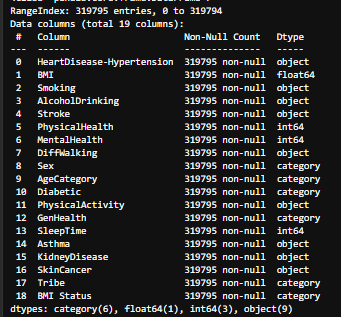 RangeIndex: 319795 entries, 0 to 319794
Data columns (total 19 columns):
 #   Column                    Non-Null Count   Dtype
---  ------                    --------------   -----
 0   HeartDisease-Hypertension  319795 non-null  object
 1   BMI                       319795 non-null  float64
 2   Smoking                   319795 non-null  object
 3   AlcoholDrinking           319795 non-null  object
 4   Stroke                    319795 non-null  object
 5   PhysicalHealth            319795 non-null  int64
 6   MentalHealth              319795 non-null  int64
 7   DiffWalking               319795 non-null  object
 8   Sex                       319795 non-null  category
 9   AgeCategory               319795 non-null  category
 10  Diabetic                  319795 non-null  category
 11  PhysicalActivity          319795 non-null  object
 12  GenHealth                 319795 non-null  category
 13  SleepTime                 319795 non-null  int64
 14  Asthma                    319795 non-null  object
 15  KidneyDisease             319795 non-null  object
 16  SkinCancer                319795 non-null  object
 17  Tribe                     319795 non-null  category
 18  BMI Status                319795 non-null  category
dtypes: category(6), float64(1), int64(3), object(9)